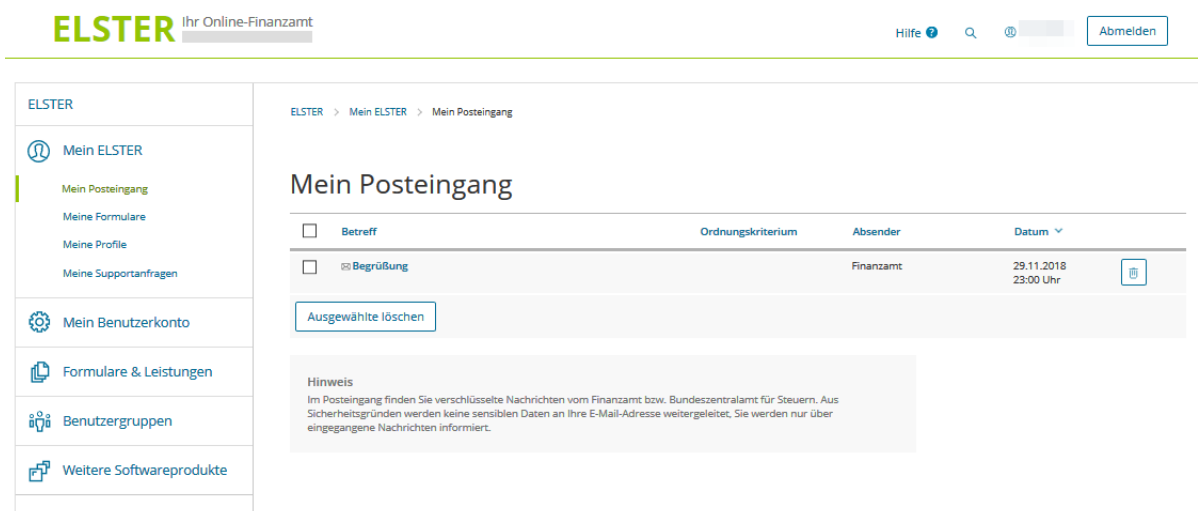 ELSTER Ihr Online-Finanzamt
Hilfe ?
Abmelden
ELSTER
Mein ELSTER
Mein Posteingang
Meine Formulare
Meine Profile
Meine Supportanfragen
Mein Benutzerkonto
Formulare & Leistungen
Benutzergruppen
Weitere Softwareprodukte
ELSTER > Mein ELSTER > Mein Posteingang
Mein Posteingang
Betreff Ordnungskriterium Absender Datum
Begrüßung Finanzamt 29.11.2018
23:00 Uhr
Ausgewählte löschen
Hinweis
Im Posteingang finden Sie verschlüsselte Nachrichten vom Finanzamt bzw. Bundeszentralamt für Steuern. Aus
Sicherheitsgründen werden keine sensiblen Daten an Ihre E-Mail-Adresse weitergeleitet, Sie werden nur über
eingegangene Nachrichten informiert.